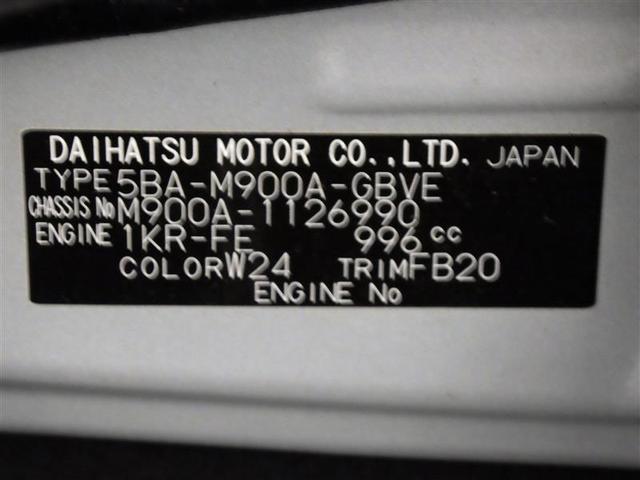 DAIHATSU MOTOR CO.,LTD. JAPAN
TYPE 5BA-M900A-GBVE
CHASSIS No M900A-1126990
ENGINE 1KR-FE 996 cc
COLOR W24 TRIM FB20
ENGINE No